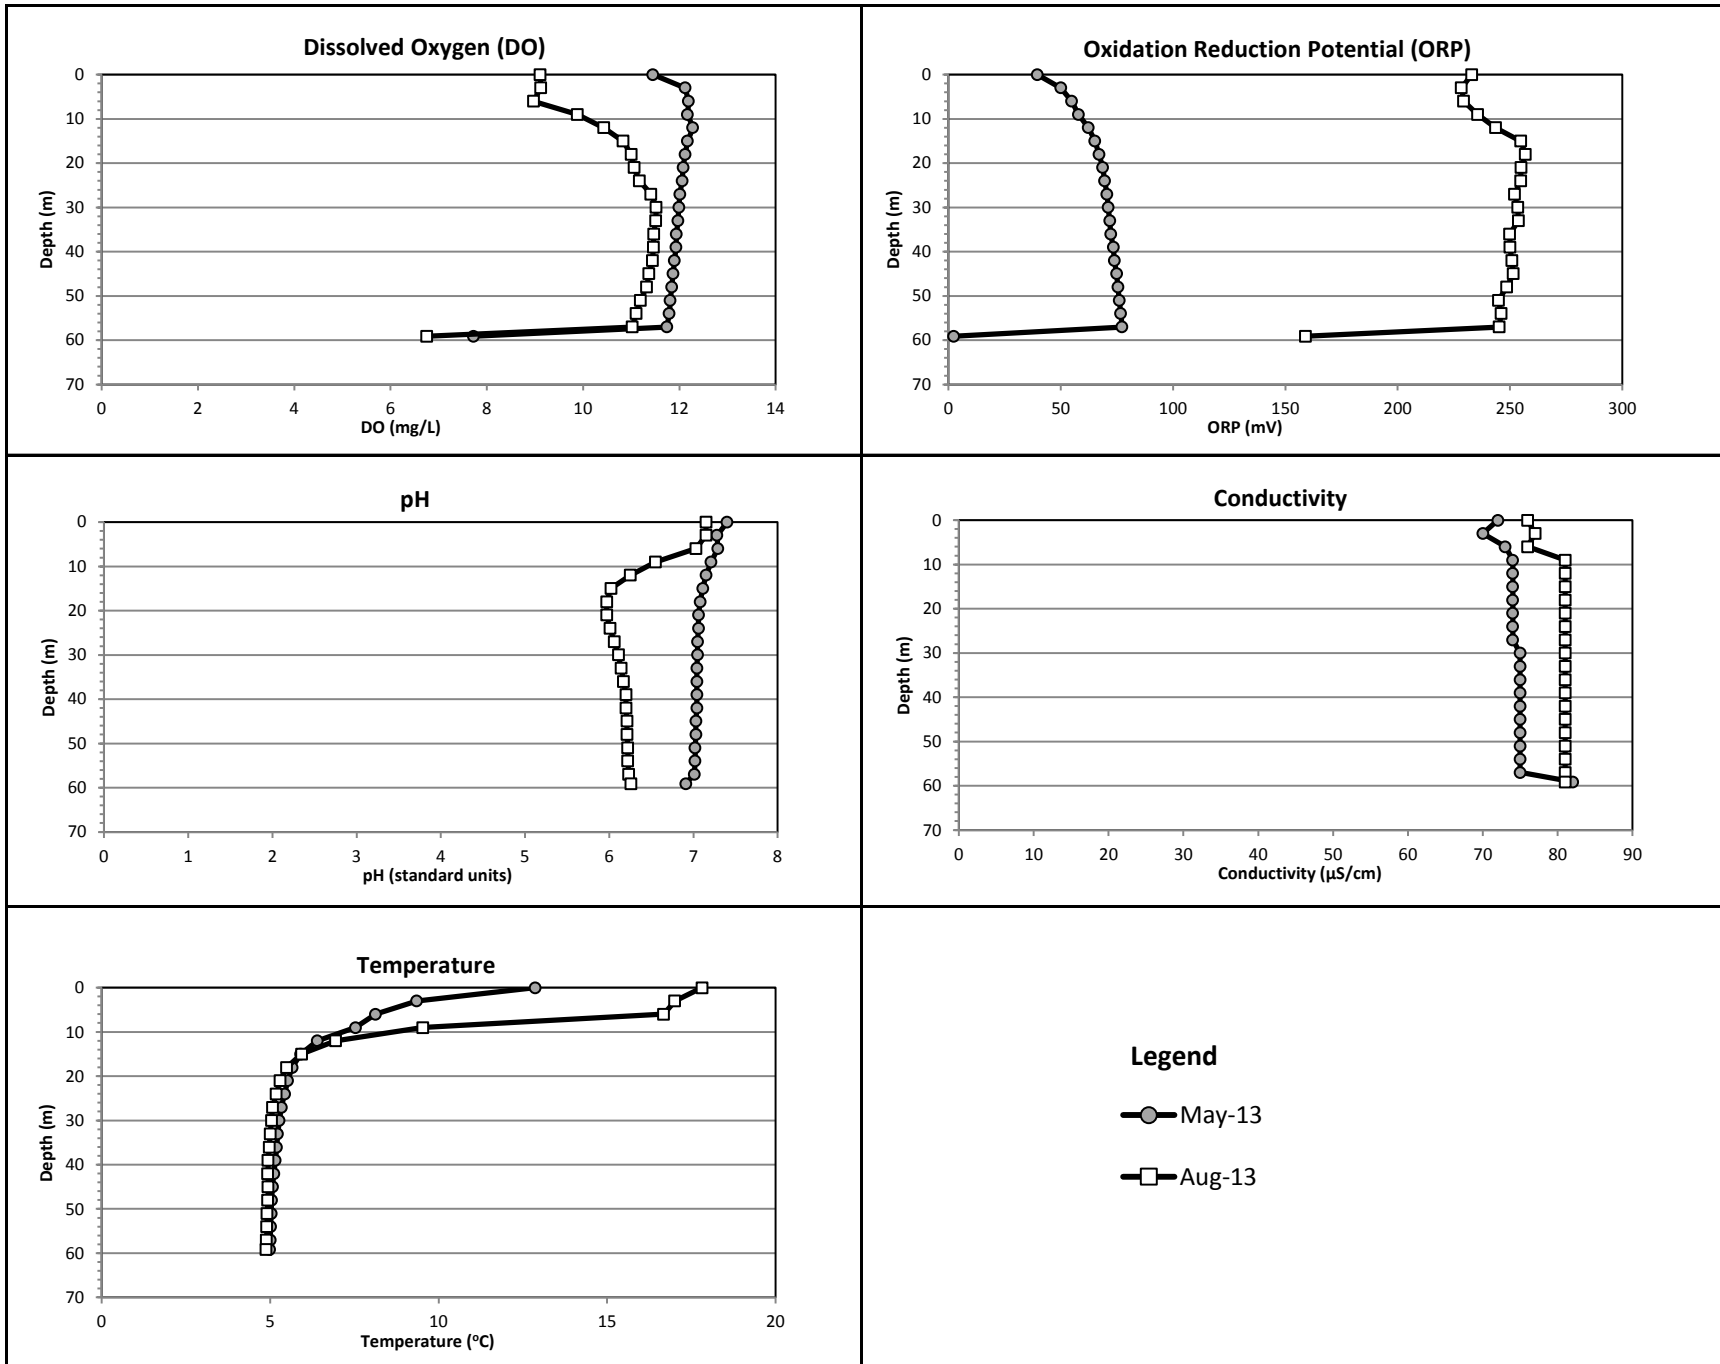 Dissolved Oxygen (DO)
0
10
20
30
40
50
60
70
Depth (m)
0 2 4 6 8 10 12 14
DO (mg/L)
Oxidation Reduction Potential (ORP)
0
10
20
30
40
50
60
70
Depth (m)
0 50 100 150 200 250 300
ORP (mV)
pH
0
10
20
30
40
50
60
70
Depth (m)
0 1 2 3 4 5 6 7 8
pH (standard units)
Conductivity
0
10
20
30
40
50
60
70
Depth (m)
0 10 20 30 40 50 60 70 80 90
Conductivity (µS/cm)
Temperature
0
10
20
30
40
50
60
70
Depth (m)
0 5 10 15 20
Temperature (°C)
Legend
May-13
Aug-13